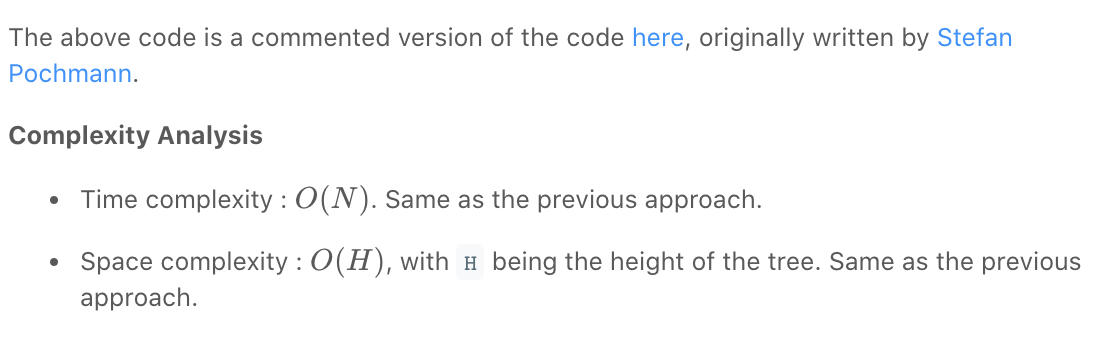 The above code is a commented version of the code here, originally written by Stefan
Pochmann.
Complexity Analysis
• Time complexity : O(N). Same as the previous approach.
• Space complexity : O(H), with H being the height of the tree. Same as the previous
approach.